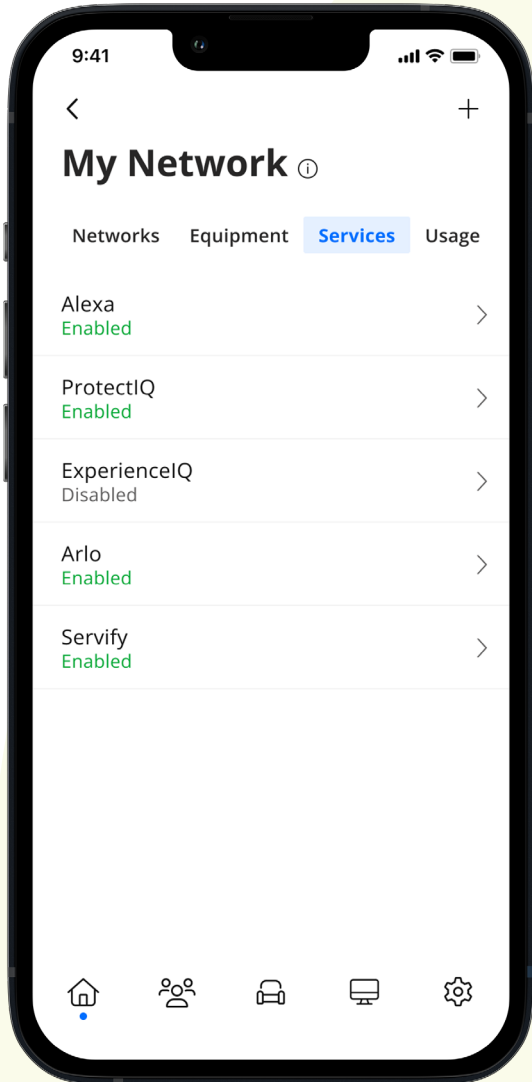 9:41
My Network
Networks Equipment Services Usage
Alexa
Enabled
ProtectIQ
Enabled
ExperienceIQ
Disabled
Arlo
Enabled
Servify
Enabled